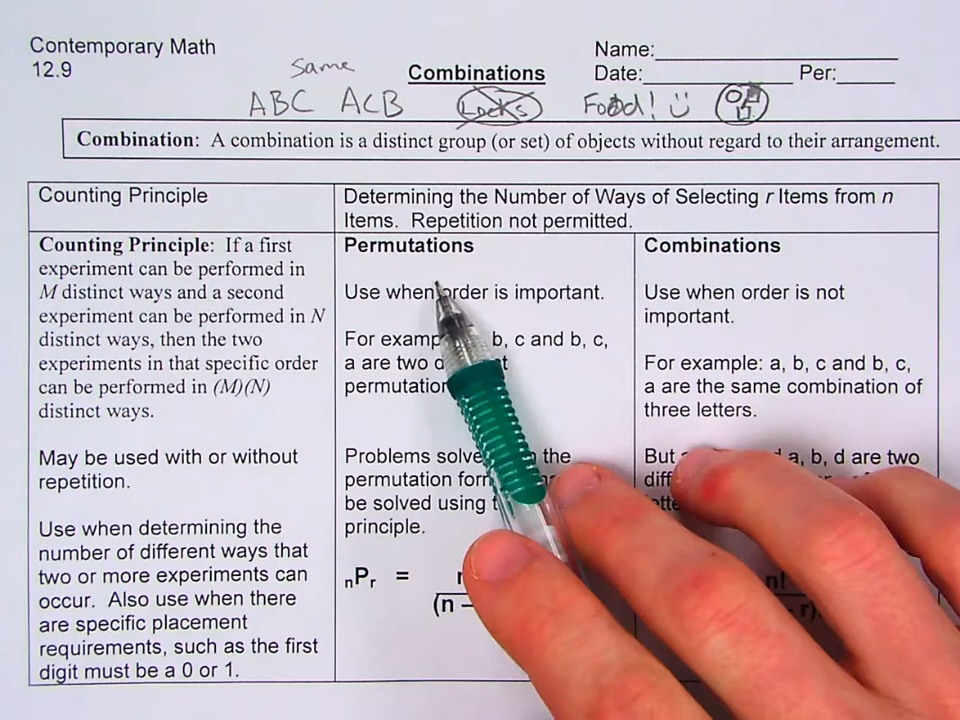 Contemporary Math
12.9
Name:
Date: Per:
Same
Combinations
ABC ACB Locks Food! :)
Combination: A combination is a distinct group (or set) of objects without regard to their arrangement.
Counting Principle
Determining the Number of Ways of Selecting r Items from n
Items. Repetition not permitted.
Counting Principle: If a first
experiment can be performed in
M distinct ways and a second
experiment can be performed in N
distinct ways, then the two
experiments in that specific order
can be performed in (M)(N)
distinct ways.
May be used with or without
repetition.
Use when determining the
number of different ways that
two or more experiments can
occur. Also use when there
are specific placement
requirements, such as the first
digit must be a 0 or 1.
Permutations
Use when order is important.
For b, c and b, c,
a are two
Problems the
permutation
be solved using
principle.
nPr =
(n –
Combinations
Use when order is not
important.
For example: a, b, c and b, c,
a are the same combination of
three letters.
But a, b, d are two
n!